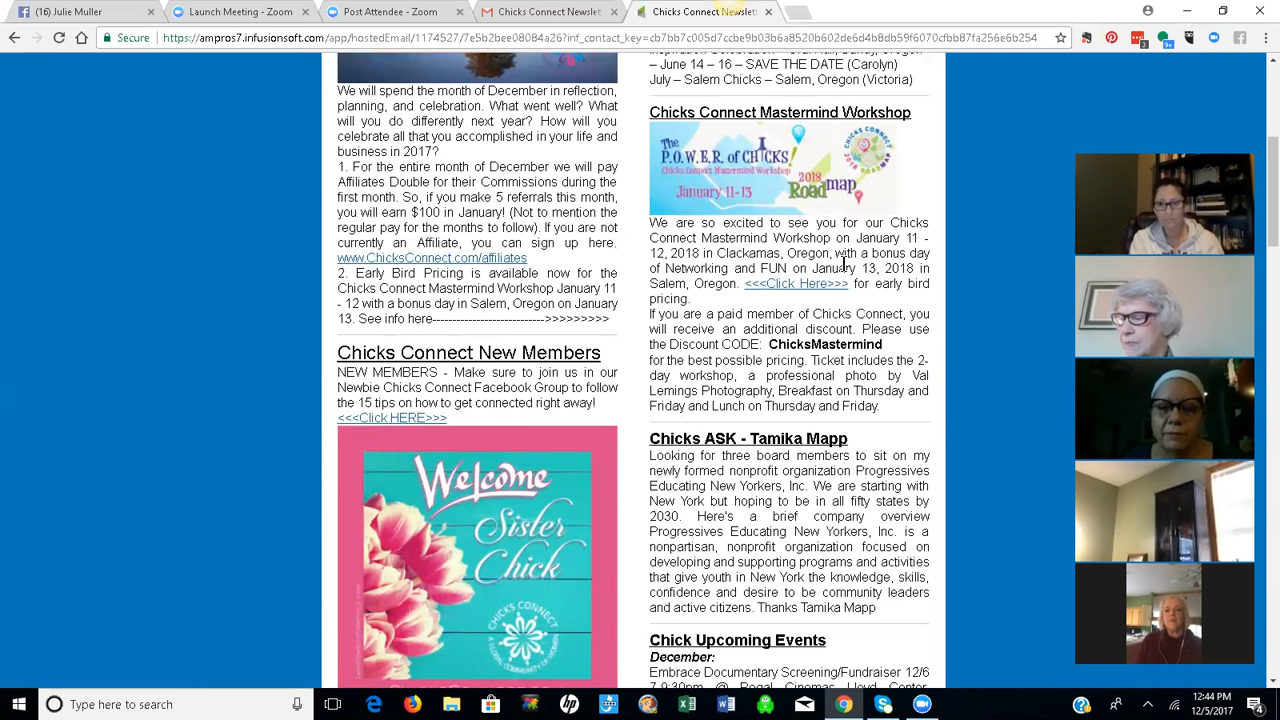 (1) Julie Muller
Launch Meeting - Zoom
Post Attendee - Zoom
Chicks Connect Newslet
Chicks Connect Newslett
Secure
https://ampros7.infusionsoft.com/app/hostedEmail/1174527/7e5b2bee08084a26?inf_contact_key=cb7bb7c005d7ccbe9b03b6a8520b602de6d4b8db59f6070cfbb87f256e6b254
We will spend the month of December in reflection,
planning, and celebration. What went well? What
will you do differently next year? How will you
celebrate all that you accomplished in your life and
business in 2017?
1. For the entire month of December we will pay
Affiliates Double for their Commissions during the
first month. So, if you make 5 referrals this month,
you will earn $100 in January! (Not to mention the
regular pay for the months to follow). If you are not
currently an Affiliate, you can sign up here.
www.ChicksConnect.com/affiliates
2. Early Bird Pricing is available now for the
Chicks Connect Mastermind Workshop January 11
- 12 with a bonus day in Salem, Oregon on January
13. See info here--------------------------->>>>>>>>>
Chicks Connect New Members
NEW MEMBERS - Make sure to join us in our
Newbie Chicks Connect Facebook Group to follow
the 15 tips on how to get connected right away!
<<<Click HERE>>>
Welcome
Sister
Chick
CHICKS CONNECT
GLOBAL COMMUNITY OF WOMEN
– June 14 – 16 – SAVE THE DATE (Carolyn)
July – Salem Chicks – Salem, Oregon (Victoria)
Chicks Connect Mastermind Workshop
The
P.O.W.E.R. of CHICKS!
Chicks Connect Mastermind Workshop
January 11-13
2018
Roadmap
CHICKS CONNECT
2018 ROADMAP
We are so excited to see you for our Chicks
Connect Mastermind Workshop on January 11 -
12, 2018 in Clackamas, Oregon, with a bonus day
of Networking and FUN on January 13, 2018 in
Salem, Oregon. <<<Click Here>>> for early bird
pricing.
If you are a paid member of Chicks Connect, you
will receive an additional discount. Please use
the Discount CODE: ChicksMastermind
for the best possible pricing. Ticket includes the 2-
day workshop, a professional photo by Val
Lemings Photography, Breakfast on Thursday and
Friday and Lunch on Thursday and Friday.
Chicks ASK - Tamika Mapp
Looking for three board members to sit on my
newly formed nonprofit organization Progressives
Educating New Yorkers, Inc. We are starting with
New York but hoping to be in all fifty states by
2030. Here's a brief company overview
Progressives Educating New Yorkers, Inc. is a
nonpartisan, nonprofit organization focused on
developing and supporting programs and activities
that give youth in New York the knowledge, skills,
confidence and desire to be community leaders
and active citizens. Thanks Tamika Mapp
Chick Upcoming Events
December:
Embrace Documentary Screening/Fundraiser 12/6
Type here to search
12:44 PM
12/5/2017